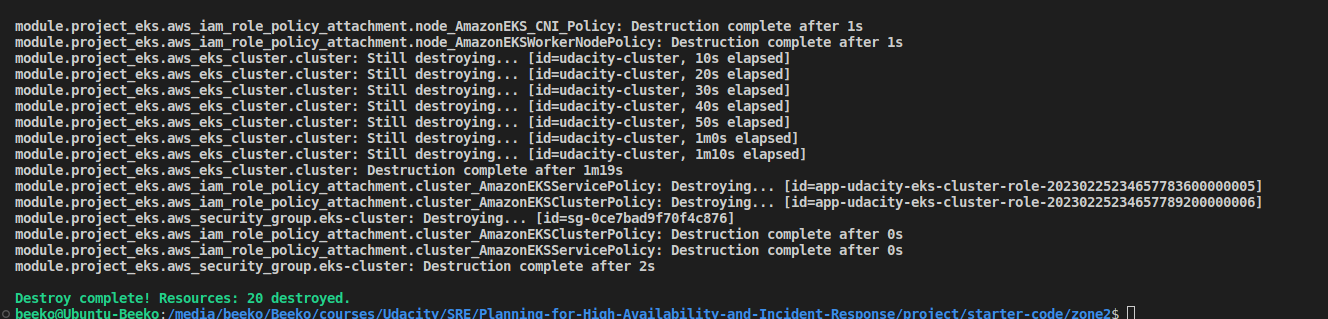 module.project_eks.aws_iam_role_policy_attachment.node_AmazonEKS_CNI_Policy: Destruction complete after 1s
module.project_eks.aws_iam_role_policy_attachment.node_AmazonEKSWorkerNodePolicy: Destruction complete after 1s
module.project_eks.aws_eks_cluster.cluster: Still destroying... [id=udacity-cluster, 10s elapsed]
module.project_eks.aws_eks_cluster.cluster: Still destroying... [id=udacity-cluster, 20s elapsed]
module.project_eks.aws_eks_cluster.cluster: Still destroying... [id=udacity-cluster, 30s elapsed]
module.project_eks.aws_eks_cluster.cluster: Still destroying... [id=udacity-cluster, 40s elapsed]
module.project_eks.aws_eks_cluster.cluster: Still destroying... [id=udacity-cluster, 50s elapsed]
module.project_eks.aws_eks_cluster.cluster: Still destroying... [id=udacity-cluster, 1m0s elapsed]
module.project_eks.aws_eks_cluster.cluster: Still destroying... [id=udacity-cluster, 1m10s elapsed]
module.project_eks.aws_eks_cluster.cluster: Destruction complete after 1m19s
module.project_eks.aws_iam_role_policy_attachment.cluster_AmazonEKSServicePolicy: Destroying... [id=app-udacity-eks-cluster-role-20230225234657783600000005]
module.project_eks.aws_iam_role_policy_attachment.cluster_AmazonEKSClusterPolicy: Destroying... [id=app-udacity-eks-cluster-role-20230225234657789200000006]
module.project_eks.aws_security_group.eks-cluster: Destroying... [id=sg-0ce7bad9f70f4c876]
module.project_eks.aws_iam_role_policy_attachment.cluster_AmazonEKSClusterPolicy: Destruction complete after 0s
module.project_eks.aws_iam_role_policy_attachment.cluster_AmazonEKSServicePolicy: Destruction complete after 0s
module.project_eks.aws_security_group.eks-cluster: Destruction complete after 2s
Destroy complete! Resources: 20 destroyed.
beeko@Ubuntu-Beeko:/media/beeko/Beeko/courses/Udacity/SRE/Planning-for-High-Availability-and-Incident-Response/project/starter-code/zone2$